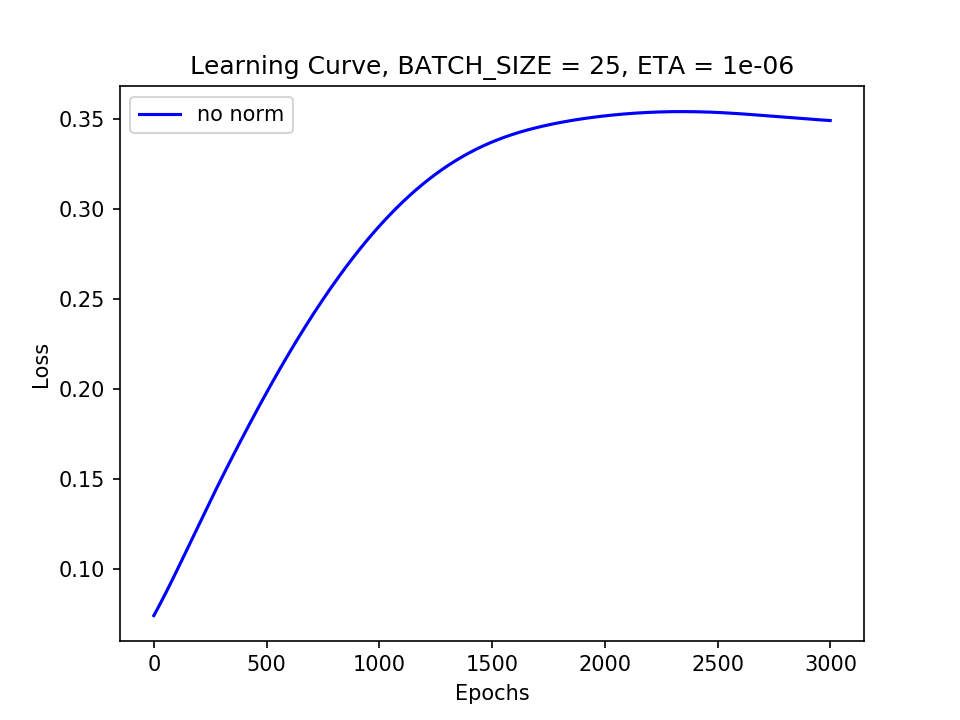 Learning Curve, BATCH_SIZE = 25, ETA = 1e-06
no norm
0.35
0.30
0.25
0.20
0.15
0.10
Loss
0 500 1000 1500 2000 2500 3000
Epochs